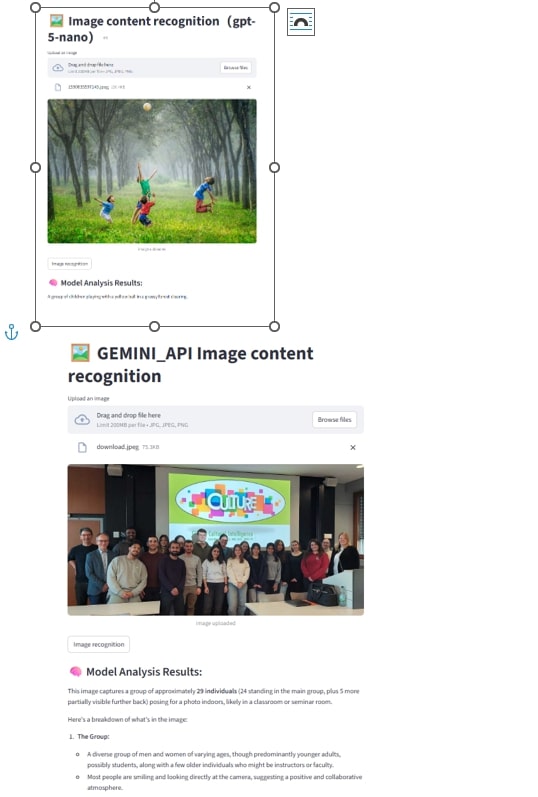 Image content recognition（gpt-
5-nano）
Upload an image
Drag and drop file here
Limit 200MB per file • JPG, JPEG, PNG
Browse files
Image recognition
Model Analysis Results:
A group of children playing with a yellow ball in a grassy forest clearing.
GEMINI_API Image content
recognition
Upload an image
Drag and drop file here
Limit 200MB per file • JPG, JPEG, PNG
Browse files
download.jpeg 75.3KB
CULTURE
Image uploaded
Image recognition
Model Analysis Results:
This image captures a group of approximately 29 individuals (24 standing in the main group, plus 5 more
partially visible further back) posing for a photo indoors, likely in a classroom or seminar room.
Here's a breakdown of what's in the image:
1. The Group:
A diverse group of men and women of varying ages, though predominantly younger adults,
possibly students, along with a few older individuals who might be instructors or faculty.
Most people are smiling and looking directly at the camera, suggesting a positive and collaborative
atmosphere.